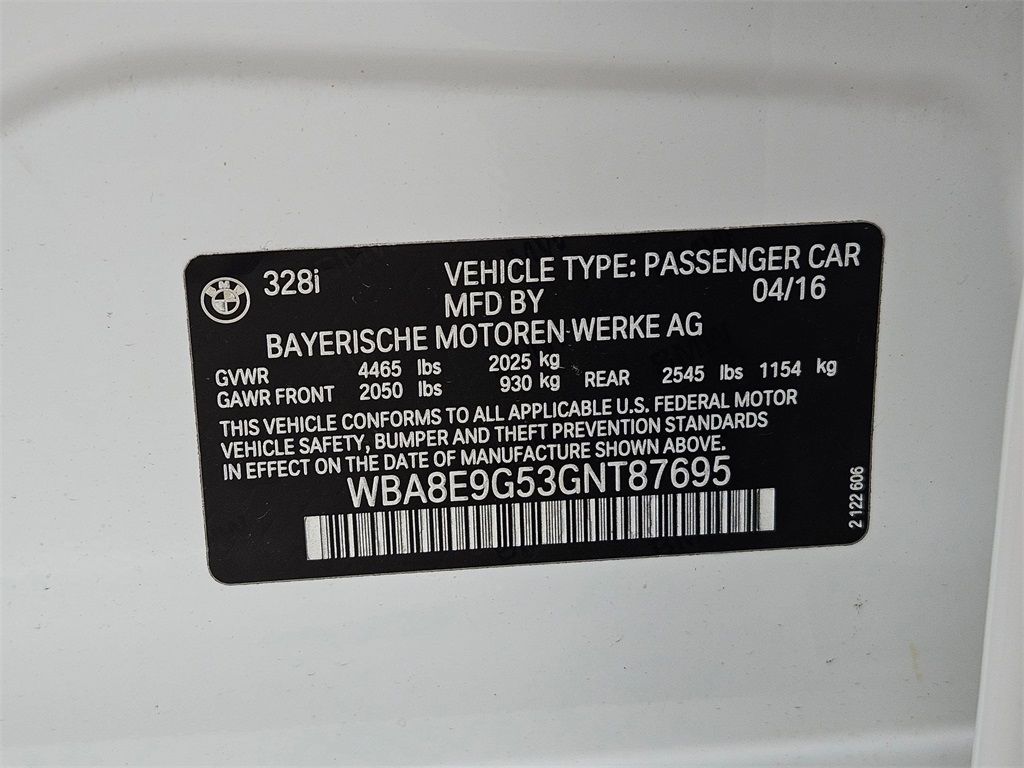 328i VEHICLE TYPE: PASSENGER CAR
MFD BY 04/16
BAYERISCHE MOTOREN WERKE AG
GVWR 4465 lbs 2025 kg
GAWR FRONT 2050 lbs 930 kg REAR 2545 lbs 1154 kg
THIS VEHICLE CONFORMS TO ALL APPLICABLE U.S. FEDERAL MOTOR
VEHICLE SAFETY, BUMPER AND THEFT PREVENTION STANDARDS
IN EFFECT ON THE DATE OF MANUFACTURE SHOWN ABOVE.
WBA8E9G53GNT87695
2 122 606